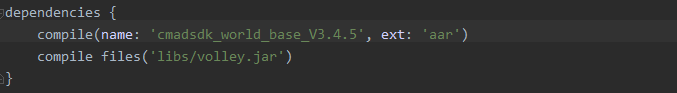 dependencies {
    compile(name: 'cmadsdk_world_base_V3.4.5', ext: 'aar')
    compile files('libs/volley.jar')
}